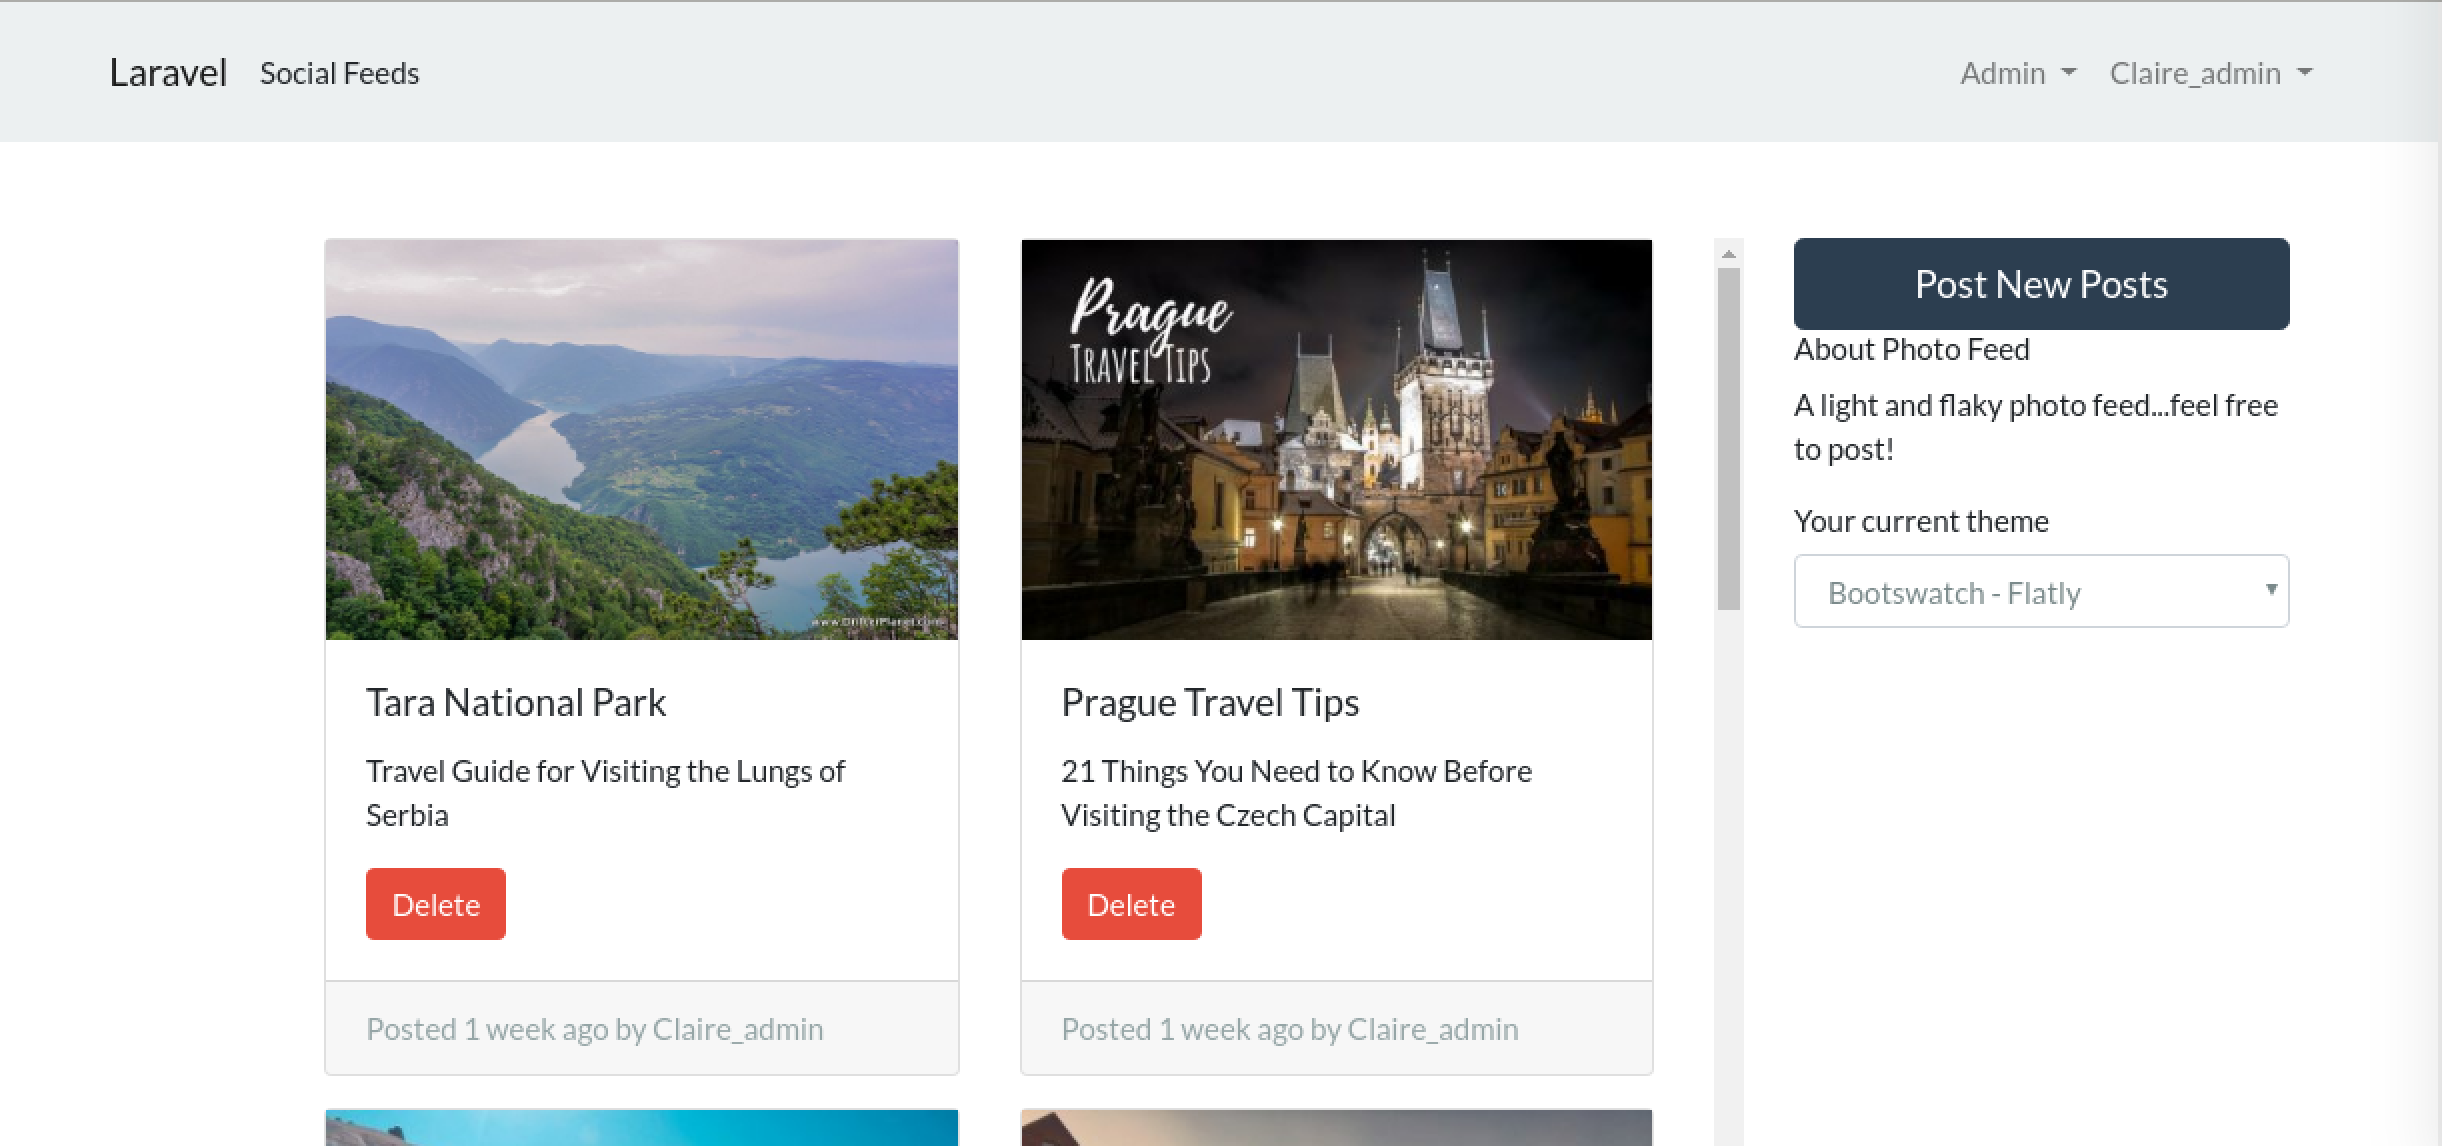 Laravel
Social Feeds
Admin
Claire_admin
Prague
TRAVEL TIPS
Tara National Park
Travel Guide for Visiting the Lungs of
Serbia
Delete
Posted 1 week ago by Claire_admin
Prague Travel Tips
21 Things You Need to Know Before
Visiting the Czech Capital
Delete
Posted 1 week ago by Claire_admin
Post New Posts
About Photo Feed
A light and flaky photo feed...feel free
to post!
Your current theme
Bootswatch - Flatly